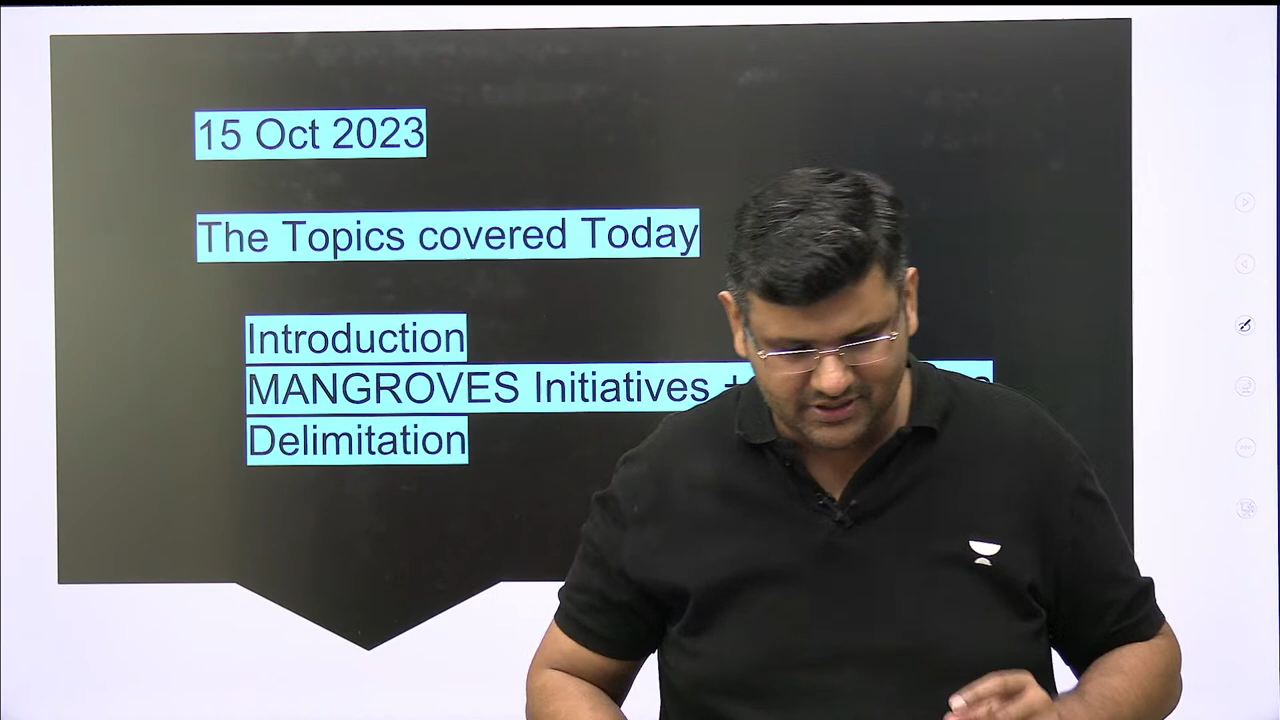 15 Oct 2023
The Topics covered Today
Introduction
MANGROVES Initiatives +
Delimitation